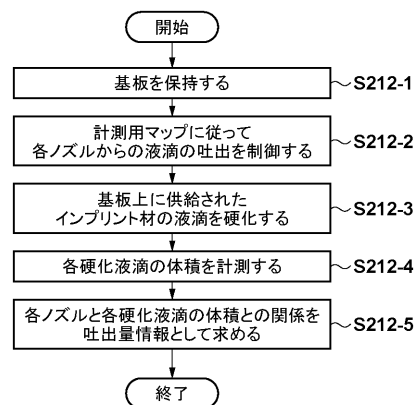 開始
基板を保持する
S212-1
計測用マップに従って
各ノズルからの液滴の吐出を制御する
S212-2
基板上に供給された
インプリント材の液滴を硬化する
S212-3
各硬化液滴の体積を計測する
S212-4
各ノズルと各硬化液滴の体積との関係を
吐出量情報として求める
S212-5
終了